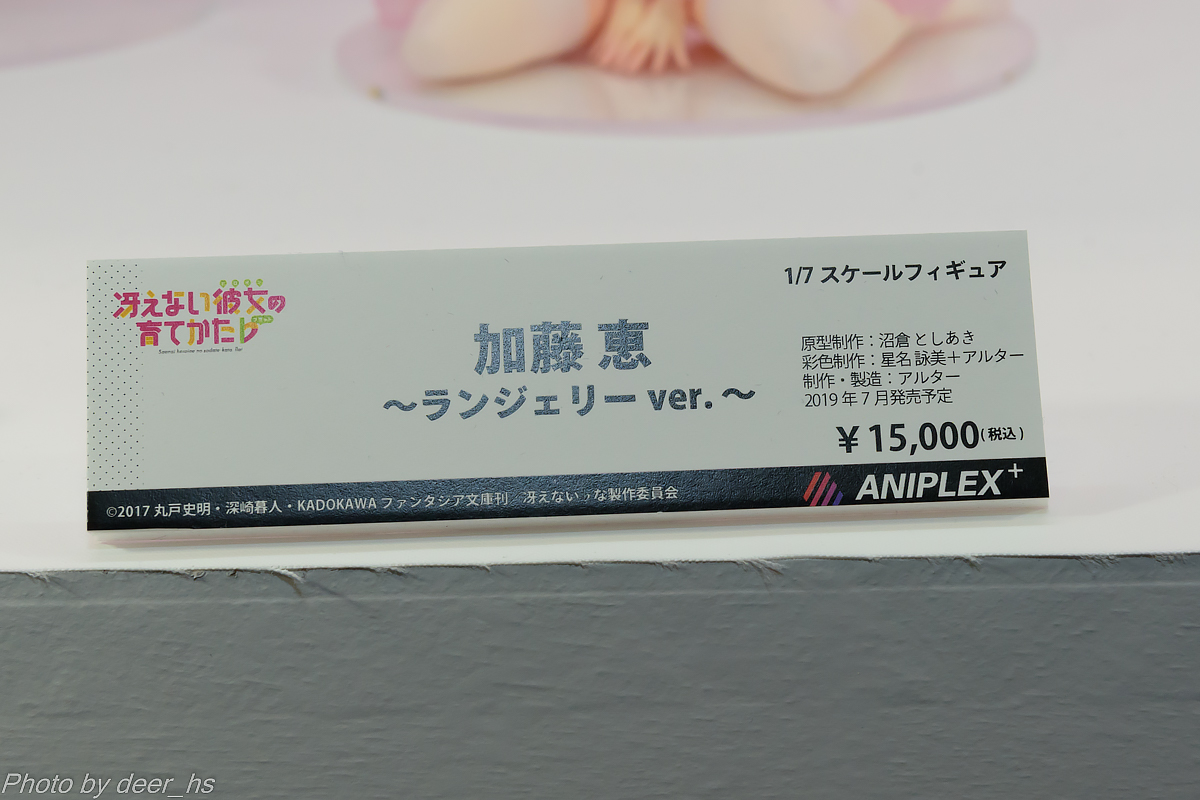 冴えない彼女の
育てかた♭
Saenai heroine no sodate-kata. flat
1/7 スケールフィギュア
加藤 恵
～ランジェリー ver.～
原型制作：沼倉 としあき
彩色制作：星名 詠美＋アルター
制作・製造：アルター
2019 年 7 月発売予定
¥ 15,000(税込)
ANIPLEX+
©2017 丸戸史明・深崎暮人・KADOKAWA ファンタジア文庫刊 冴えない♭な製作委員会
Photo by deer_hs